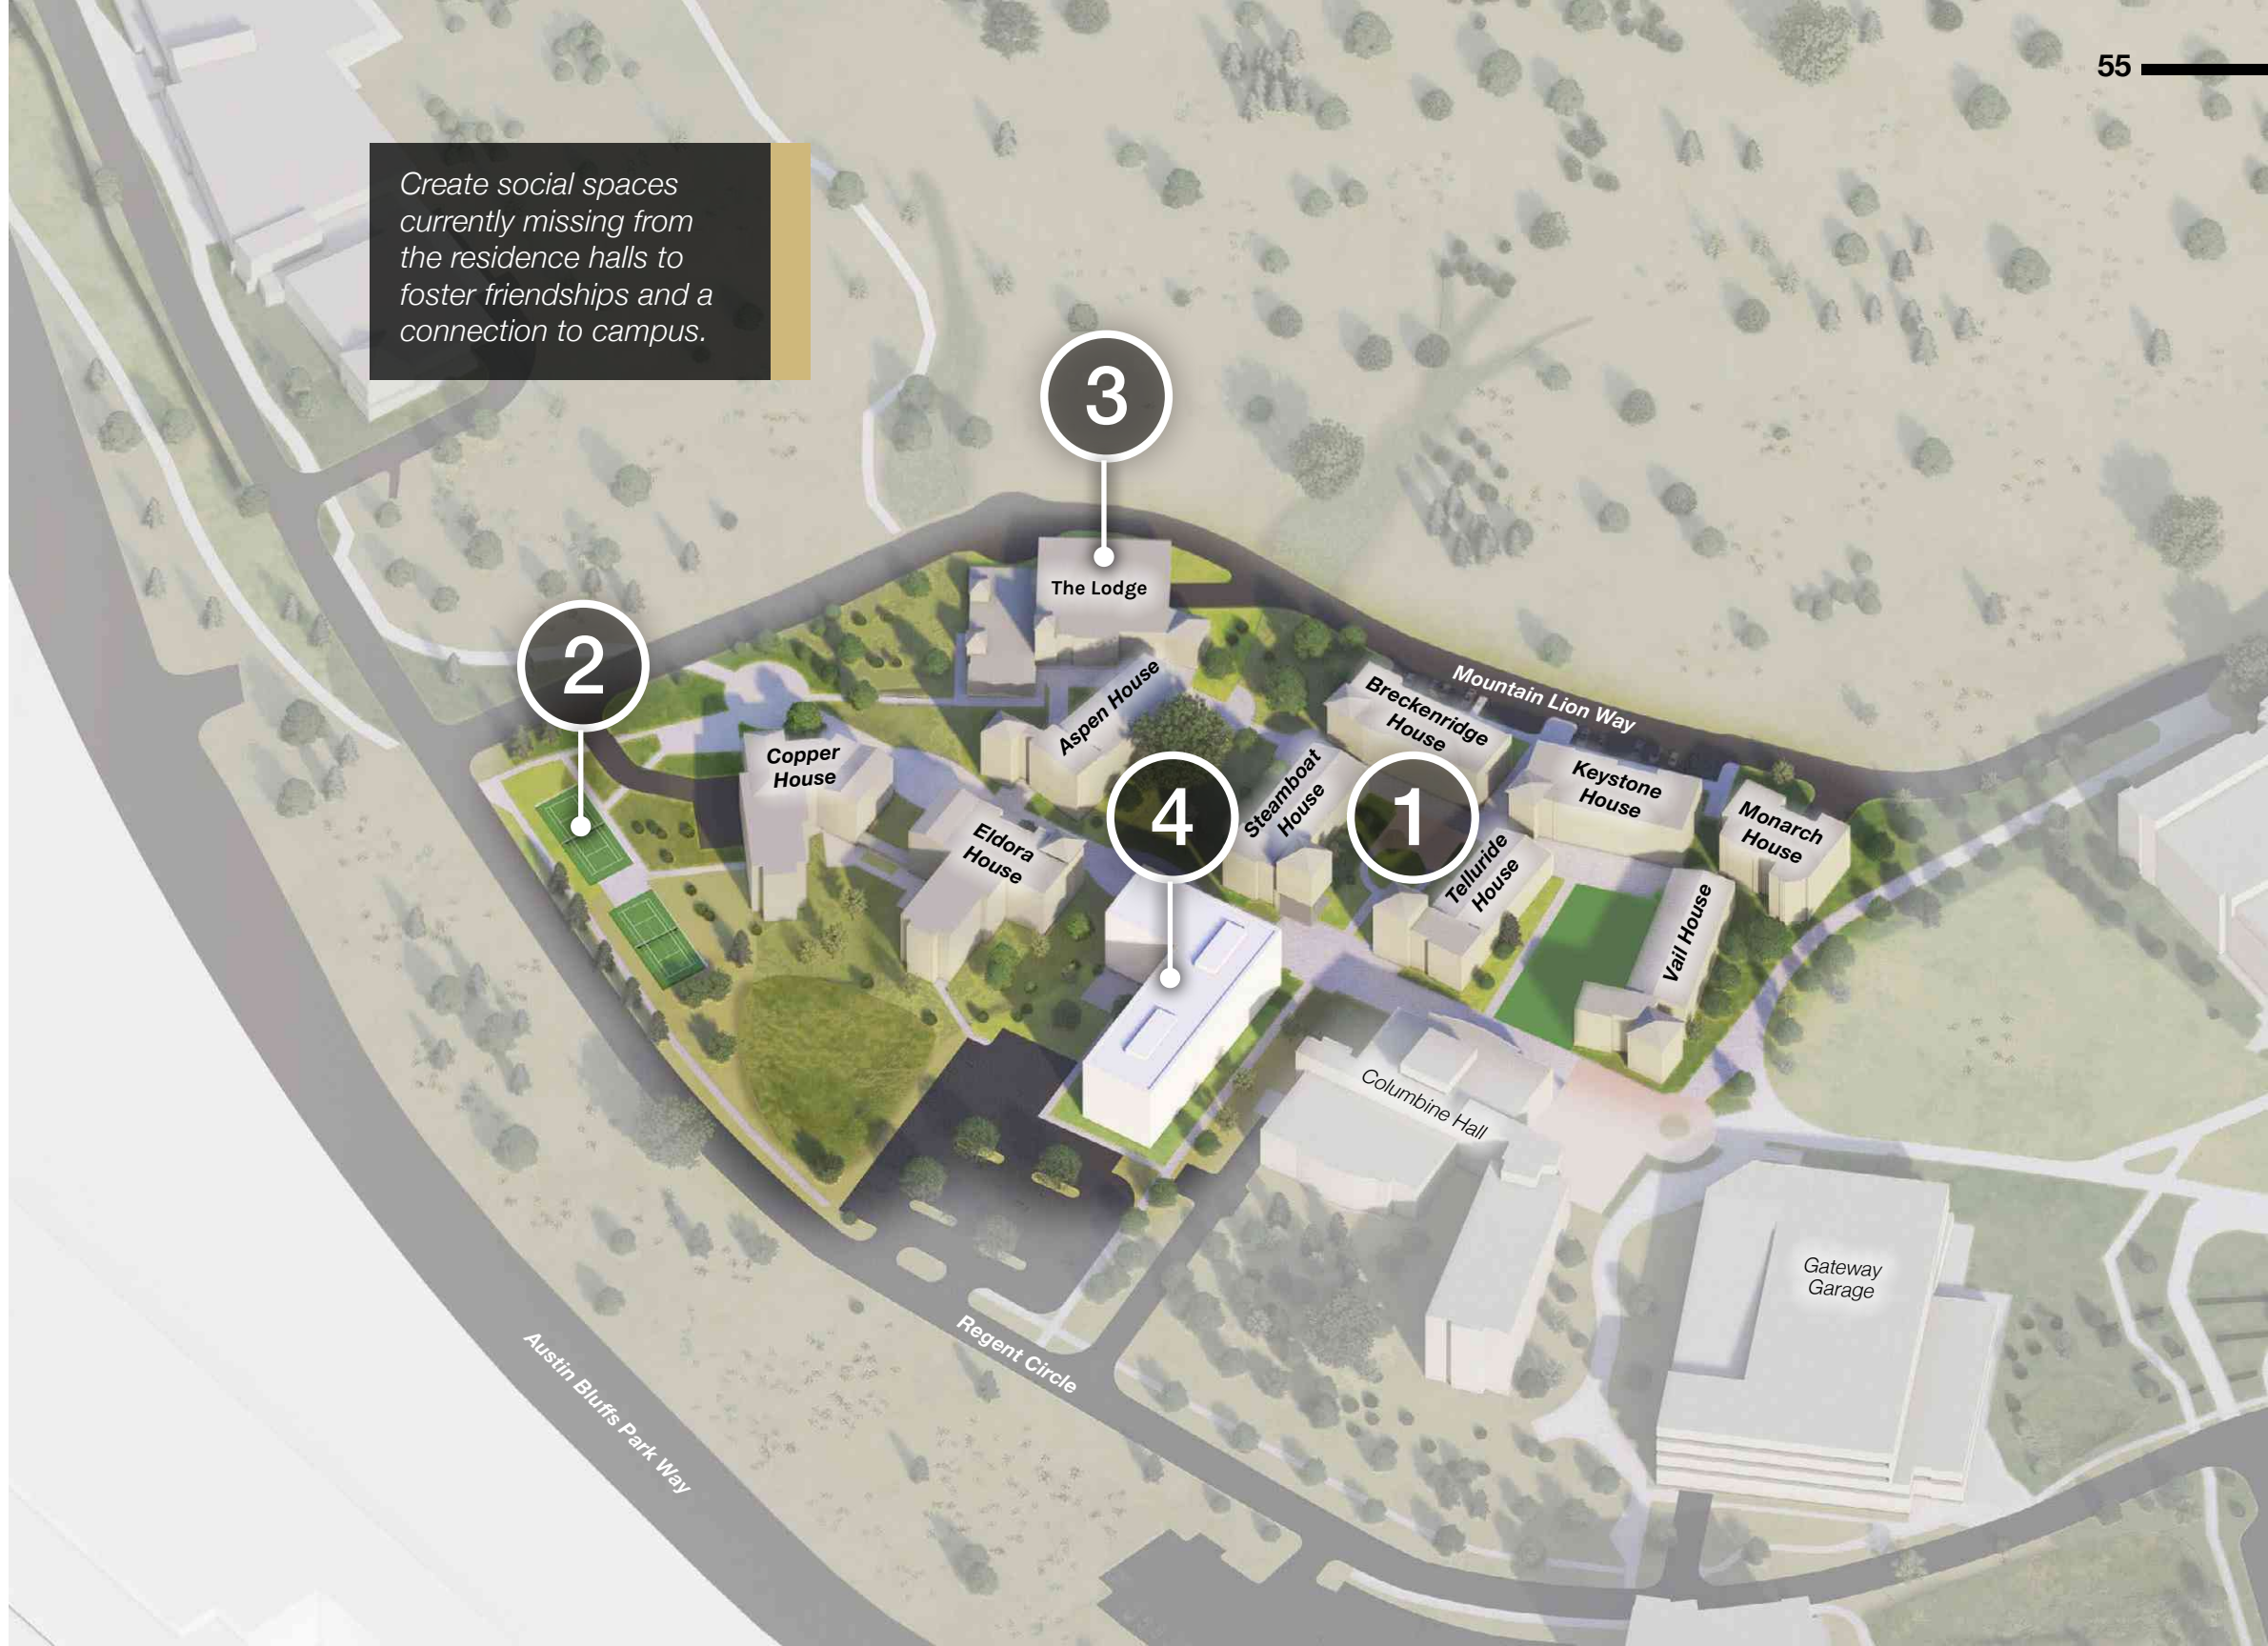 55
Create social spaces
currently missing from
the residence halls to
foster friendships and a
connection to campus.
3
The Lodge
2
Mountain Lion Way
Aspen House
Breckenridge
House
Copper
House
Steamboat
House
Keystone
House
4
1
Monarch
House
Eldora
House
Telluride
House
Vail House
Columbine Hall
Gateway
Garage
Regent Circle
Austin Bluffs Park Way